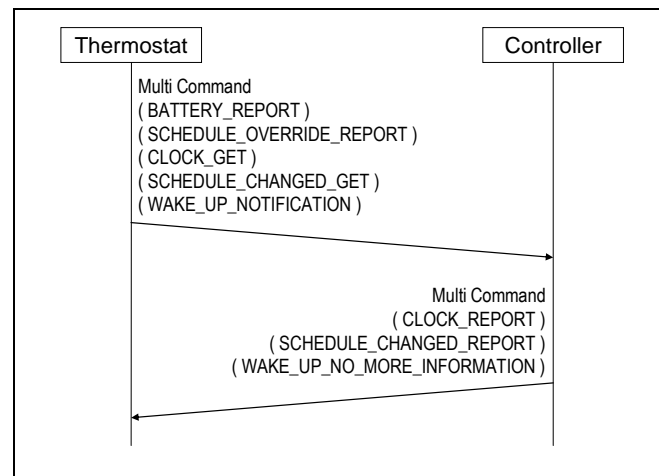 Thermostat
Controller
Multi Command
( BATTERY_REPORT )
( SCHEDULE_OVERRIDE_REPORT )
( CLOCK_GET )
( SCHEDULE_CHANGED_GET )
( WAKE_UP_NOTIFICATION )
Multi Command
( CLOCK_REPORT )
( SCHEDULE_CHANGED_REPORT )
( WAKE_UP_NO_MORE_INFORMATION )